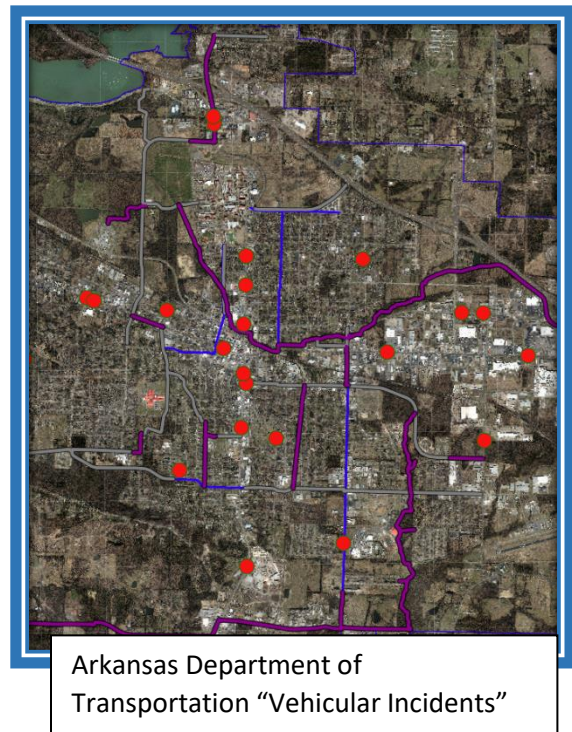 Arkansas Department of
Transportation “Vehicular Incidents”